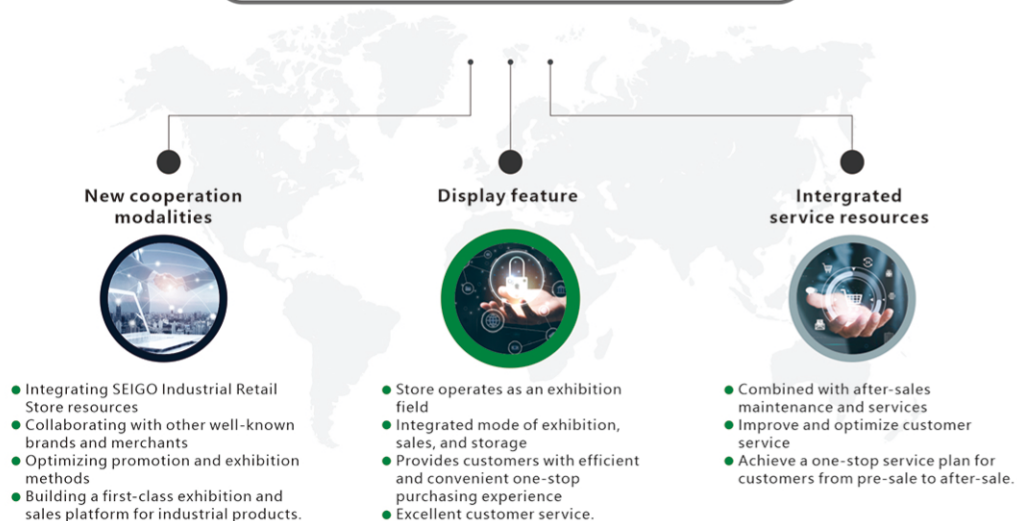 New cooperation
modalities
Display feature
Intergrated
service resources
● Integrating SEIGO Industrial Retail
Store resources
● Collaborating with other well-known
brands and merchants
● Optimizing promotion and exhibition
methods
● Building a first-class exhibition and
sales platform for industrial products.
● Store operates as an exhibition
field
● Integrated mode of exhibition,
sales, and storage
● Provides customers with efficient
and convenient one-stop
purchasing experience
● Excellent customer service.
● Combined with after-sales
maintenance and services
● Improve and optimize customer
service
● Achieve a one-stop service plan for
customers from pre-sale to after-sale.